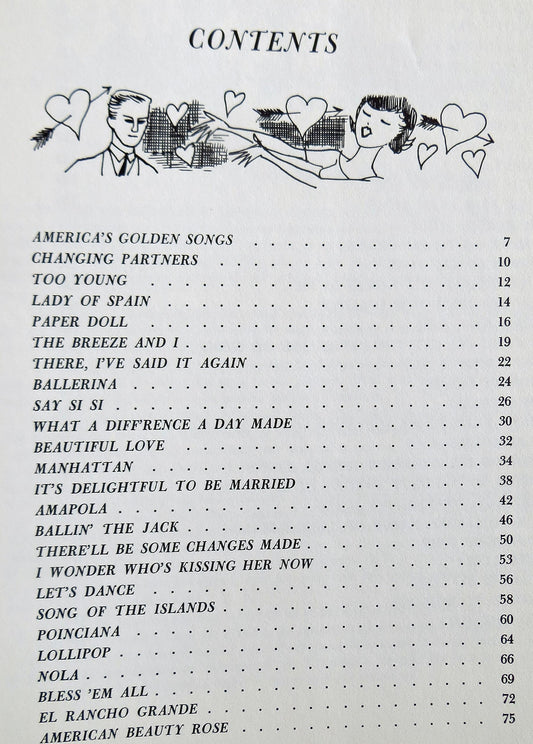 CONTENTS
AMERICA'S GOLDEN SONGS . . . . . . . . . . . . . 7
CHANGING PARTNERS . . . . . . . . . . . . . . 10
TOO YOUNG . . . . . . . . . . . . . . . . . 12
LADY OF SPAIN . . . . . . . . . . . . . . . . 14
PAPER DOLL . . . . . . . . . . . . . . . . . 16
THE BREEZE AND I . . . . . . . . . . . . . . . 19
THERE, I'VE SAID IT AGAIN . . . . . . . . . . . . . 22
BALLERINA . . . . . . . . . . . . . . . . . 24
SAY SI SI . . . . . . . . . . . . . . . . . . 26
WHAT A DIFF'RENCE A DAY MADE . . . . . . . . . . 30
BEAUTIFUL LOVE . . . . . . . . . . . . . . . . 32
MANHATTAN . . . . . . . . . . . . . . . . . 34
IT'S DELIGHTFUL TO BE MARRIED . . . . . . . . . . 38
AMAPOLA . . . . . . . . . . . . . . . . . . 42
BALLIN' THE JACK . . . . . . . . . . . . . . . 46
THERE'LL BE SOME CHANGES MADE . . . . . . . . . . 50
I WONDER WHO'S KISSING HER NOW . . . . . . . . . 53
LET'S DANCE . . . . . . . . . . . . . . . . . 56
SONG OF THE ISLANDS . . . . . . . . . . . . . . 58
POINCIANA . . . . . . . . . . . . . . . . . 60
LOLLIPOP . . . . . . . . . . . . . . . . . . 64
NOLA . . . . . . . . . . . . . . . . . . . 66
BLESS 'EM ALL . . . . . . . . . . . . . . . . 69
EL RANCHO GRANDE . . . . . . . . . . . . . . 72
AMERICAN BEAUTY ROSE . . . . . . . . . . . . . 75